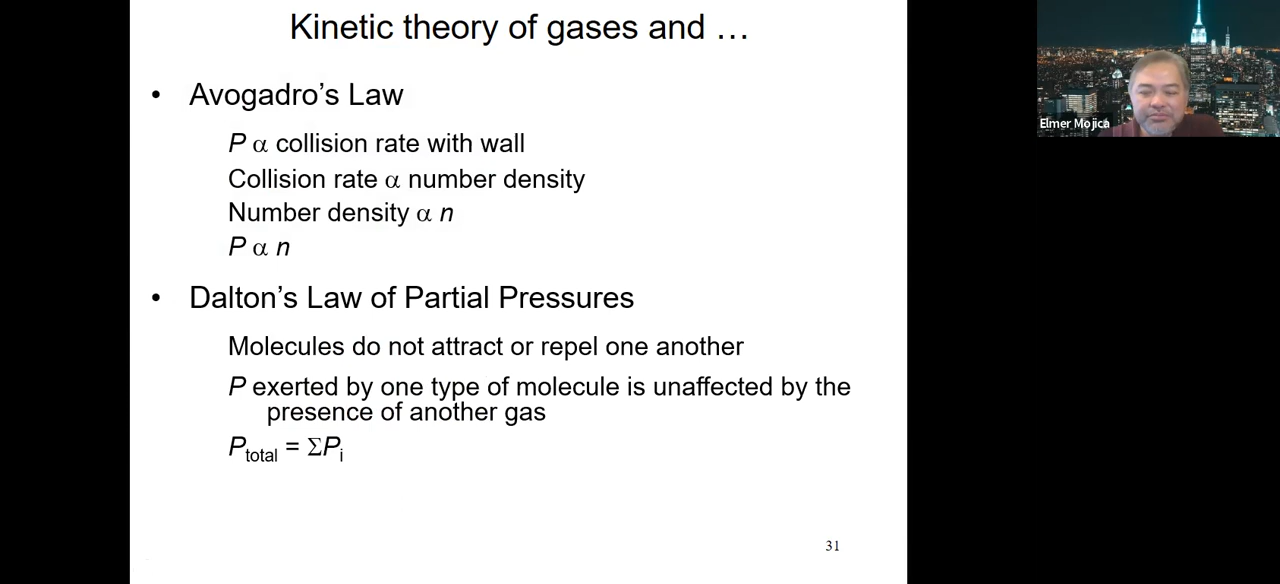 Kinetic theory of gases and …
• Avogadro’s Law
P α collision rate with wall
Collision rate α number density
Number density α n
P α n
• Dalton’s Law of Partial Pressures
Molecules do not attract or repel one another
P exerted by one type of molecule is unaffected by the
presence of another gas
Ptotal = ΣPi
31
Elmer Mojica